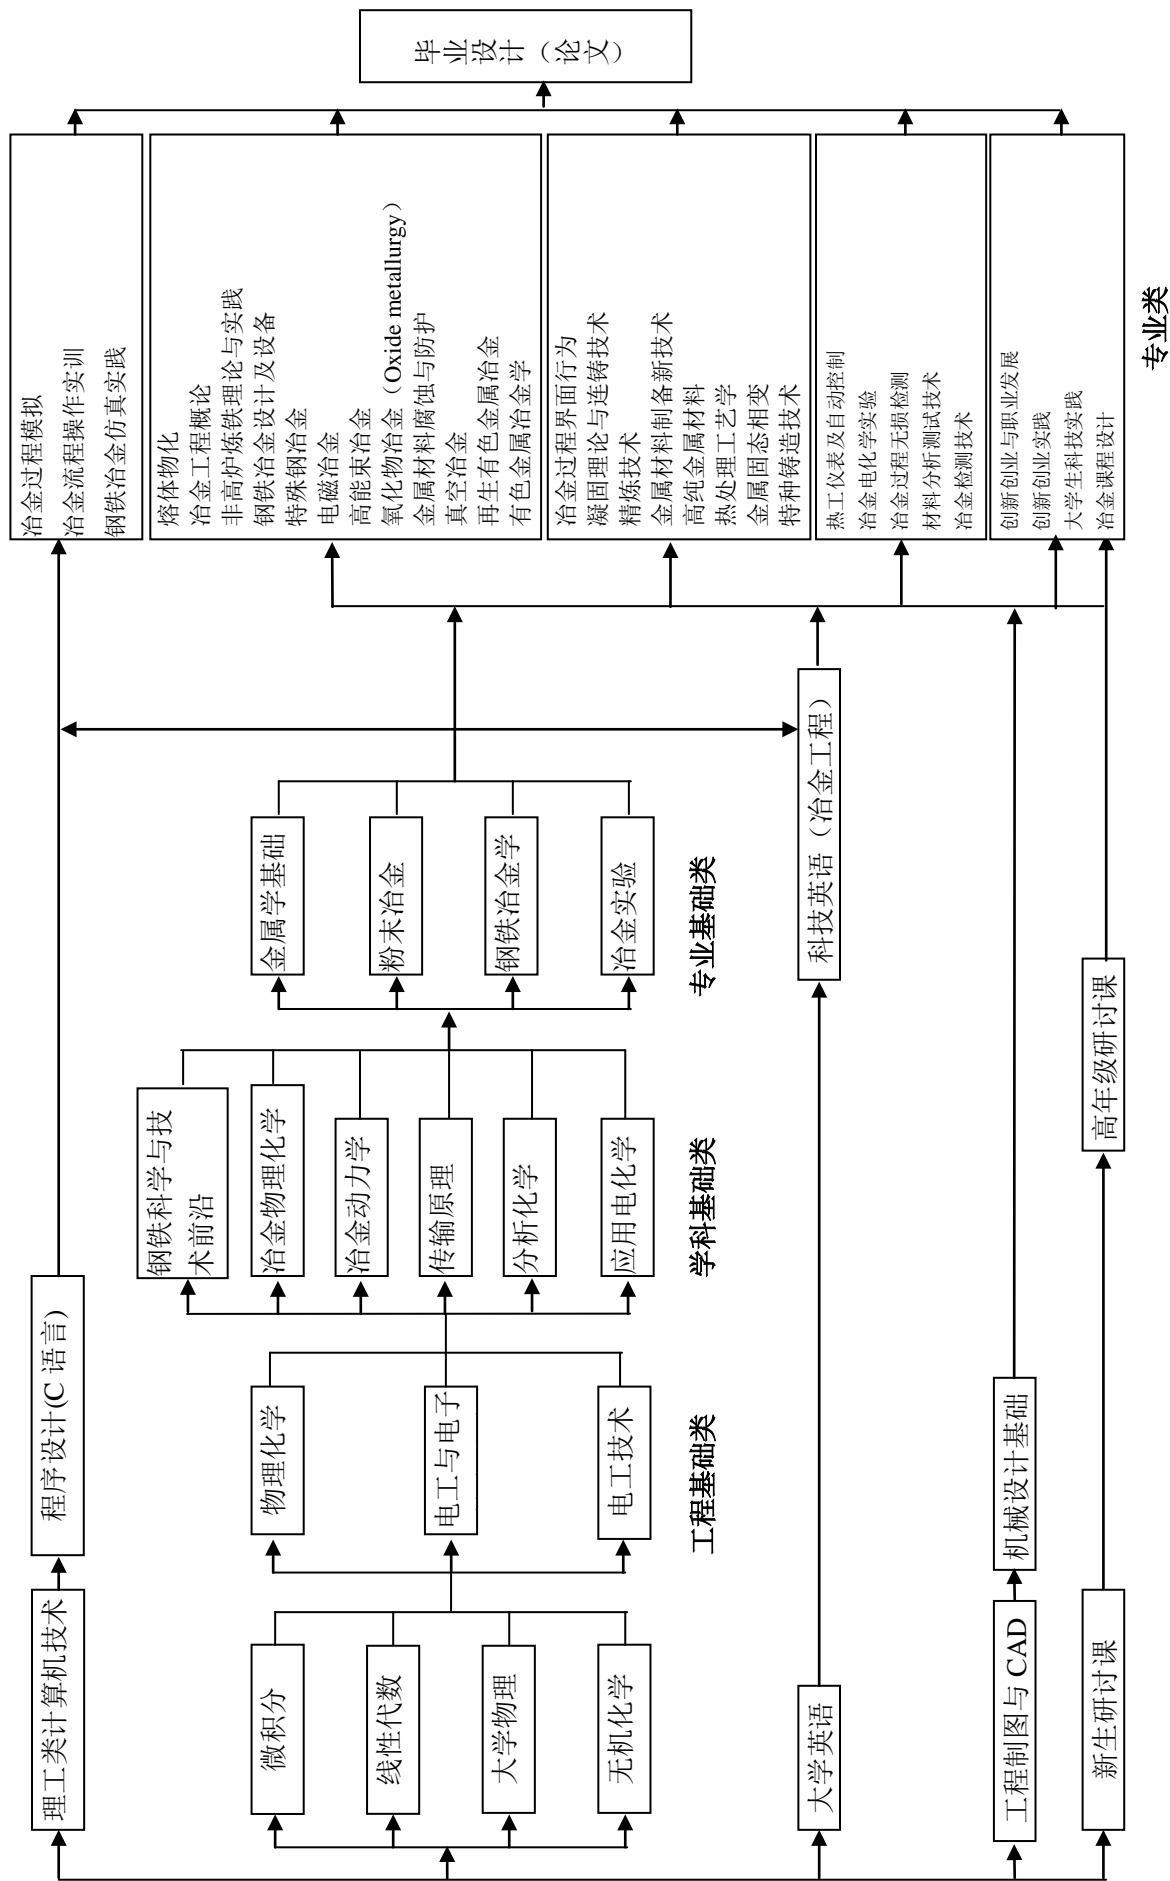 理工类计算机技术
程序设计(C 语言)
冶金过程模拟
冶金流程操作实训
钢铁冶金仿真实践
微积分
线性代数
大学物理
无机化学
物理化学
电工与电子
电工技术
工程基础类
钢铁科学与技
术前沿
冶金物理化学
冶金动力学
传输原理
分析化学
应用电化学
学科基础类
金属学基础
粉末冶金
钢铁冶金学
冶金实验
专业基础类
熔体物化
冶金工程概论
非高炉炼铁理论与实践
钢铁冶金设计及设备
特殊钢冶金
电磁冶金
高能束冶金
氧化物冶金（Oxide metallurgy）
金属材料腐蚀与防护
真空冶金
再生有色金属冶金
有色金属冶金学
冶金过程界面行为
凝固理论与连铸技术
精炼技术
金属材料制备新技术
高纯金属材料
热处理工艺学
金属固态相变
特种铸造技术
大学英语
科技英语（冶金工程）
热工仪表及自动控制
冶金电化学实验
冶金过程无损检测
材料分析测试技术
冶金检测技术
工程制图与 CAD
机械设计基础
新生研讨课
高年级研讨课
创新创业与职业发展
创新创业实践
大学生科技实践
冶金课程设计
专业类
毕业设计（论文）